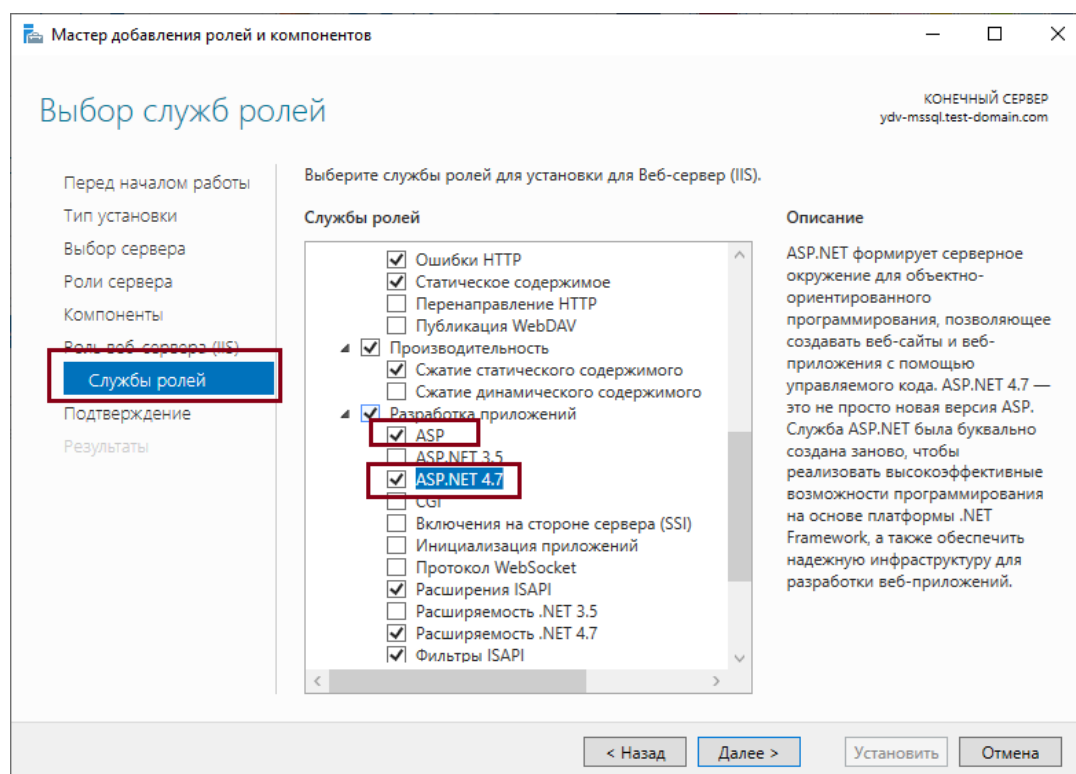 Мастер добавления ролей и компонентов
Выбор служб ролей
КОНЕЧНЫЙ СЕРВЕР
ydv-mssql.test-domain.com
Перед началом работы
Тип установки
Выбор сервера
Роли сервера
Компоненты
Роль веб-сервера (IIS)
Службы ролей
Подтверждение
Результаты
Выберите службы ролей для установки для Веб-сервер (IIS).
Службы ролей
Ошибки HTTP
Статическое содержимое
Перенаправление HTTP
Публикация WebDAV
Производительность
Сжатие статического содержимого
Сжатие динамического содержимого
Разработка приложений
ASP
ASP.NET 3.5
ASP.NET 4.7
CGI
Включения на стороне сервера (SSI)
Инициализация приложений
Протокол WebSocket
Расширения ISAPI
Расширяемость .NET 3.5
Расширяемость .NET 4.7
Фильтры ISAPI
Описание
ASP.NET формирует серверное
окружение для объектно-
ориентированного
программирования, позволяющее
создавать веб-сайты и веб-
приложения с помощью
управляемого кода. ASP.NET 4.7 —
это не просто новая версия ASP.
Служба ASP.NET была буквально
создана заново, чтобы
реализовать высокоэффективные
возможности программирования
на основе платформы .NET
Framework, а также обеспечить
надежную инфраструктуру для
разработки веб-приложений.
< Назад
Далее >
Установить
Отмена